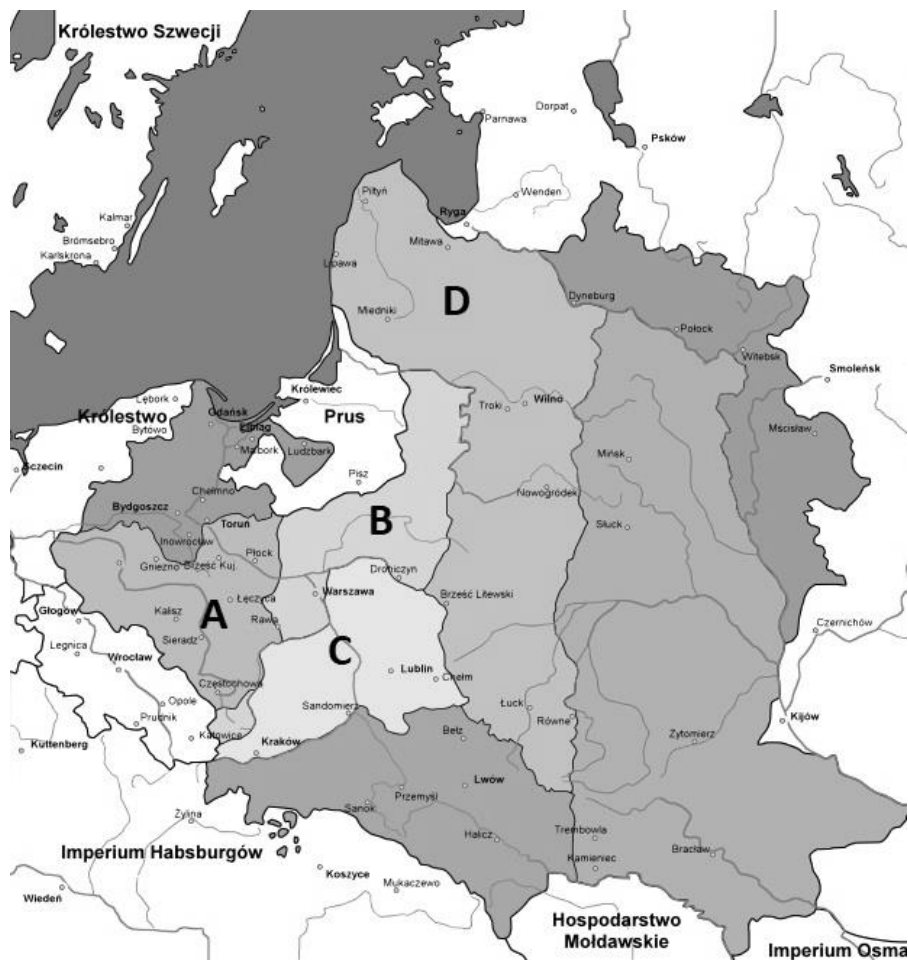 Królestwo Szwecji
Parnawa
Dorpat
Psków
Piltyń
Wenden
Ryga
Kalmar
Brömsebro
Karlskrona
Mitawa
Lipawa
D
Miedniki
Dyneburg
Połock
Witebsk
Smoleńsk
Królewiec
Lębork
Królestwo
Gdańsk
Prus
Troki
Wilno
Bytowo
Elbląg
Malbork
Ludzbark
Mścisław
Szczecin
Pisz
Mińsk
Chełmno
Nowogródek
Bydgoszcz
Toruń
B
Słuck
Inowrocław
Płock
Gniezno
Brześć Kuj.
Drohiczyn
Warszawa
Łęczyca
Brześć Litewski
Głogów
Kalisz
A
Rawa
Czernichów
Legnica
Sieradz
C
Wrocław
Lublin
Chełm
Częstochowa
Opole
Łuck
Sandomierz
Równe
Prudnik
Kijów
Kuttenberg
Katowice
Kraków
Bełz
Żytomierz
Lwów
Przemyśl
Sanok
Żylina
Halicz
Trembowla
Imperium Habsburgów
Bracław
Kamieniec
Koszyce
Wiedeń
Mukaczewo
Hospodarstwo
Mołdawskie
Imperium Osma